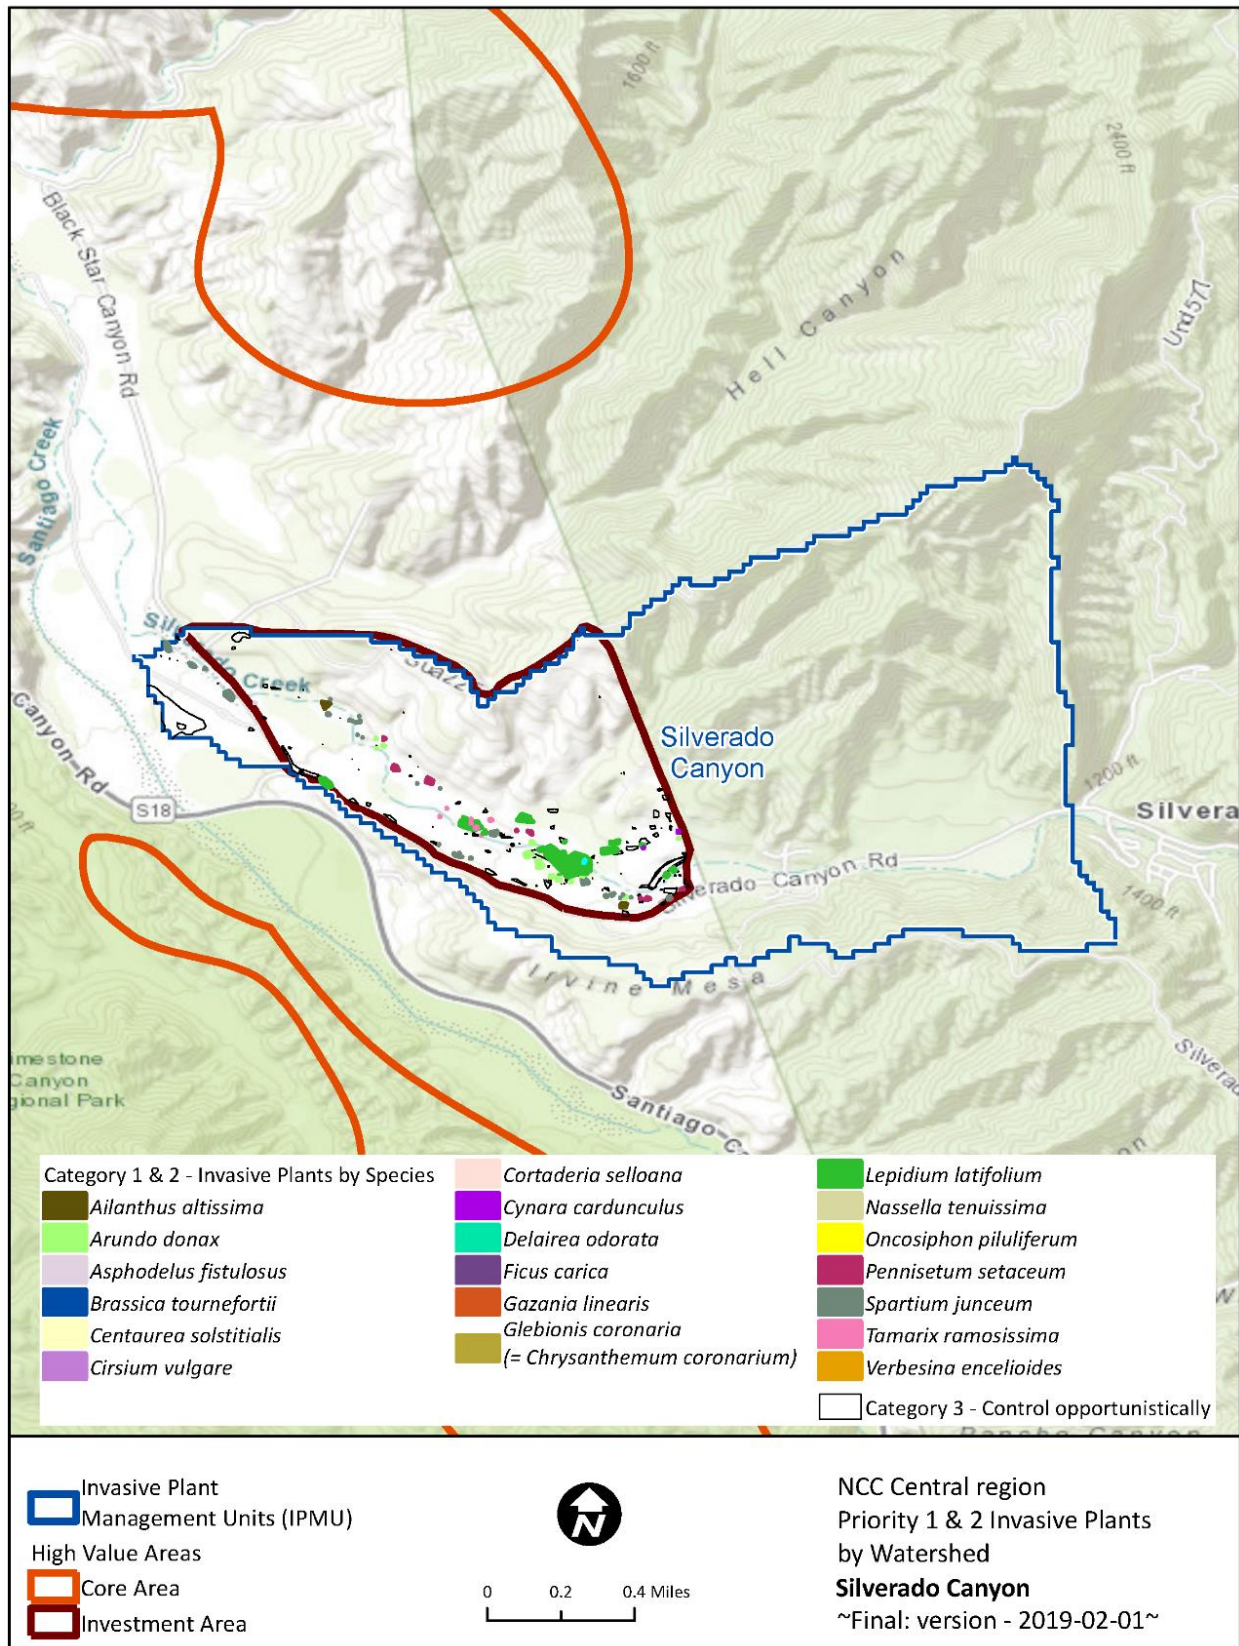 1600 ft
2400 ft
Black Star Canyon Rd
Und571
Hell Canyon
Santiago Creek
Silverado Creek
Canyon Rd
S18
Silverado
Canyon
1200 ft
Silvera
Silverado Canyon Rd
1400 ft
Irvine Mesa
Silverad
imestone
Canyon
gional Park
Santiago C
Category 1 & 2 - Invasive Plants by Species
Ailanthus altissima
Arundo donax
Asphodelus fistulosus
Brassica tournefortii
Centaurea solstitialis
Cirsium vulgare
Cortaderia selloana
Cynara cardunculus
Delairea odorata
Ficus carica
Gazania linearis
Glebionis coronaria
(= Chrysanthemum coronarium)
Lepidium latifolium
Nassella tenuissima
Oncosiphon piluliferum
Pennisetum setaceum
Spartium junceum
Tamarix ramosissima
Verbesina encelioides
Category 3 - Control opportunistically
on
W
Invasive Plant
Management Units (IPMU)
High Value Areas
Core Area
Investment Area
N
0 0.2 0.4 Miles
NCC Central region
Priority 1 & 2 Invasive Plants
by Watershed
Silverado Canyon
~Final: version - 2019-02-01~